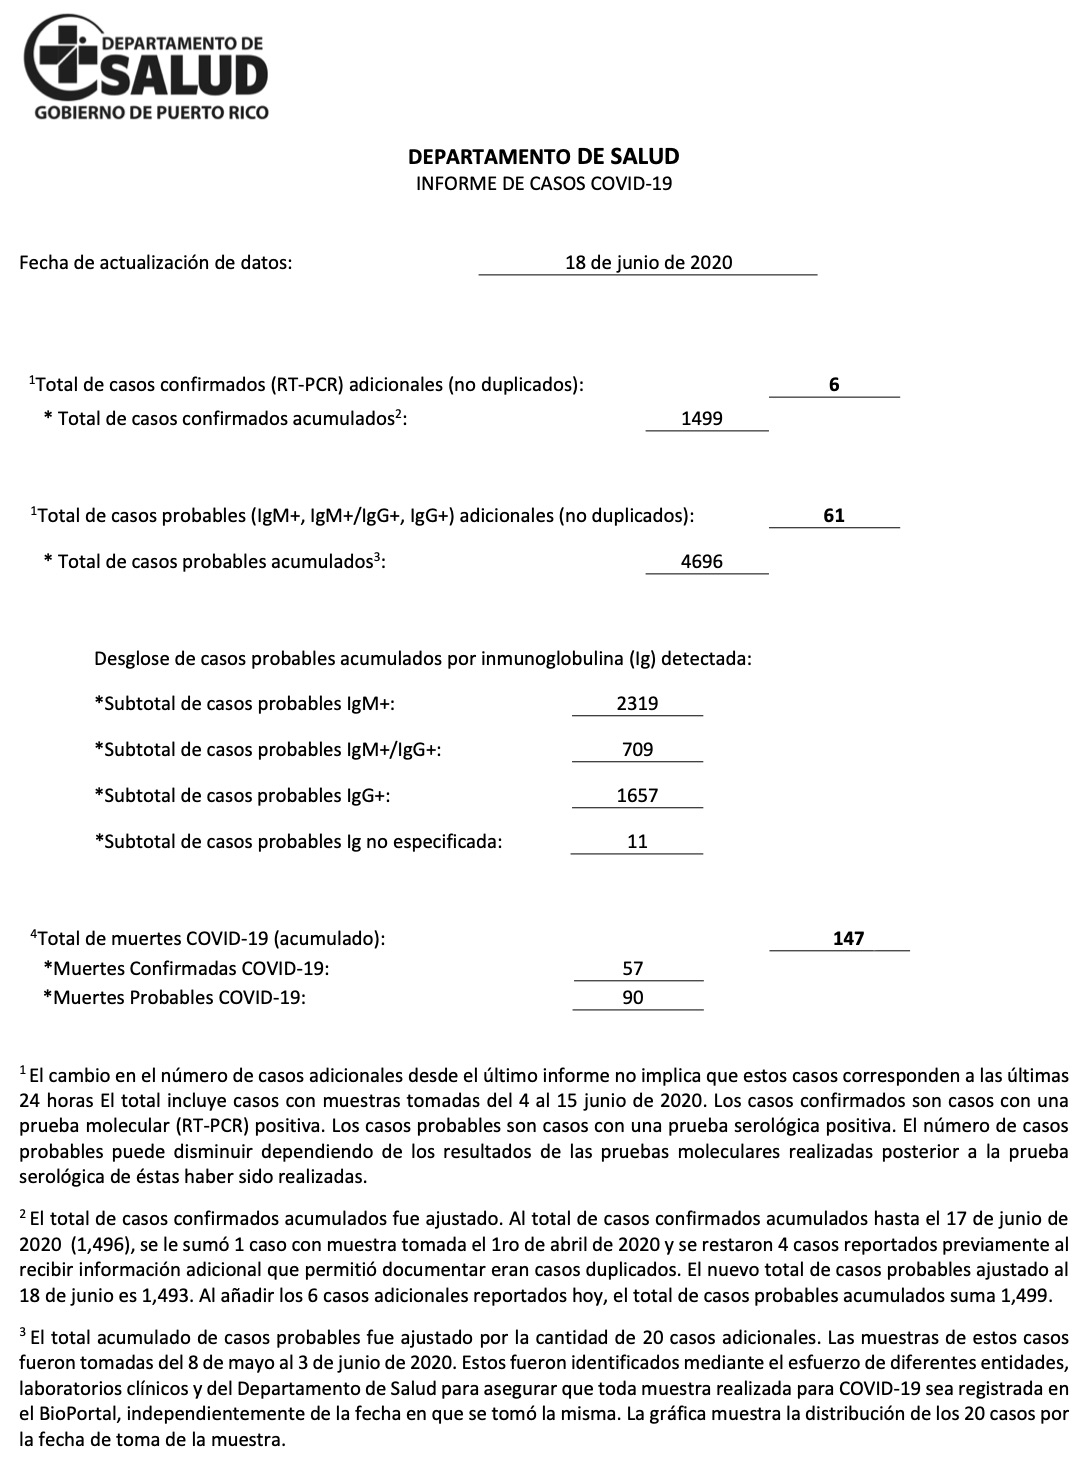 DEPARTAMENTO DE
SALUD
GOBIERNO DE PUERTO RICO
DEPARTAMENTO DE SALUD
INFORME DE CASOS COVID-19
Fecha de actualización de datos: 18 de junio de 2020
¹Total de casos confirmados (RT-PCR) adicionales (no duplicados): 6
* Total de casos confirmados acumulados²: 1499
¹Total de casos probables (IgM+, IgM+/IgG+, IgG+) adicionales (no duplicados): 61
* Total de casos probables acumulados³: 4696
Desglose de casos probables acumulados por inmunoglobulina (Ig) detectada:
*Subtotal de casos probables IgM+: 2319
*Subtotal de casos probables IgM+/IgG+: 709
*Subtotal de casos probables IgG+: 1657
*Subtotal de casos probables Ig no especificada: 11
⁴Total de muertes COVID-19 (acumulado): 147
*Muertes Confirmadas COVID-19: 57
*Muertes Probables COVID-19: 90
¹ El cambio en el número de casos adicionales desde el último informe no implica que estos casos corresponden a las últimas
24 horas El total incluye casos con muestras tomadas del 4 al 15 junio de 2020. Los casos confirmados son casos con una
prueba molecular (RT-PCR) positiva. Los casos probables son casos con una prueba serológica positiva. El número de casos
probables puede disminuir dependiendo de los resultados de las pruebas moleculares realizadas posterior a la prueba
serológica de éstas haber sido realizadas.
² El total de casos confirmados acumulados fue ajustado. Al total de casos confirmados acumulados hasta el 17 de junio de
2020 (1,496), se le sumó 1 caso con muestra tomada el 1ro de abril de 2020 y se restaron 4 casos reportados previamente al
recibir información adicional que permitió documentar eran casos duplicados. El nuevo total de casos probables ajustado al
18 de junio es 1,493. Al añadir los 6 casos adicionales reportados hoy, el total de casos probables acumulados suma 1,499.
³ El total acumulado de casos probables fue ajustado por la cantidad de 20 casos adicionales. Las muestras de estos casos
fueron tomadas del 8 de mayo al 3 de junio de 2020. Estos fueron identificados mediante el esfuerzo de diferentes entidades,
laboratorios clínicos y del Departamento de Salud para asegurar que toda muestra realizada para COVID-19 sea registrada en
el BioPortal, independientemente de la fecha en que se tomó la misma. La gráfica muestra la distribución de los 20 casos por
la fecha de toma de la muestra.